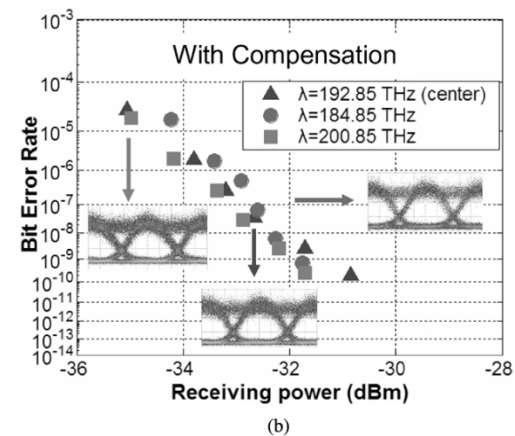 With Compensation
λ=192.85 THz (center)
λ=184.85 THz
λ=200.85 THz
Bit Error Rate
10-3
10-4
10-5
10-6
10-7
10-8
10-9
10-10
10-11
10-12
10-13
10-14
-36
-34
-32
-30
-28
Receiving power (dBm)
(b)